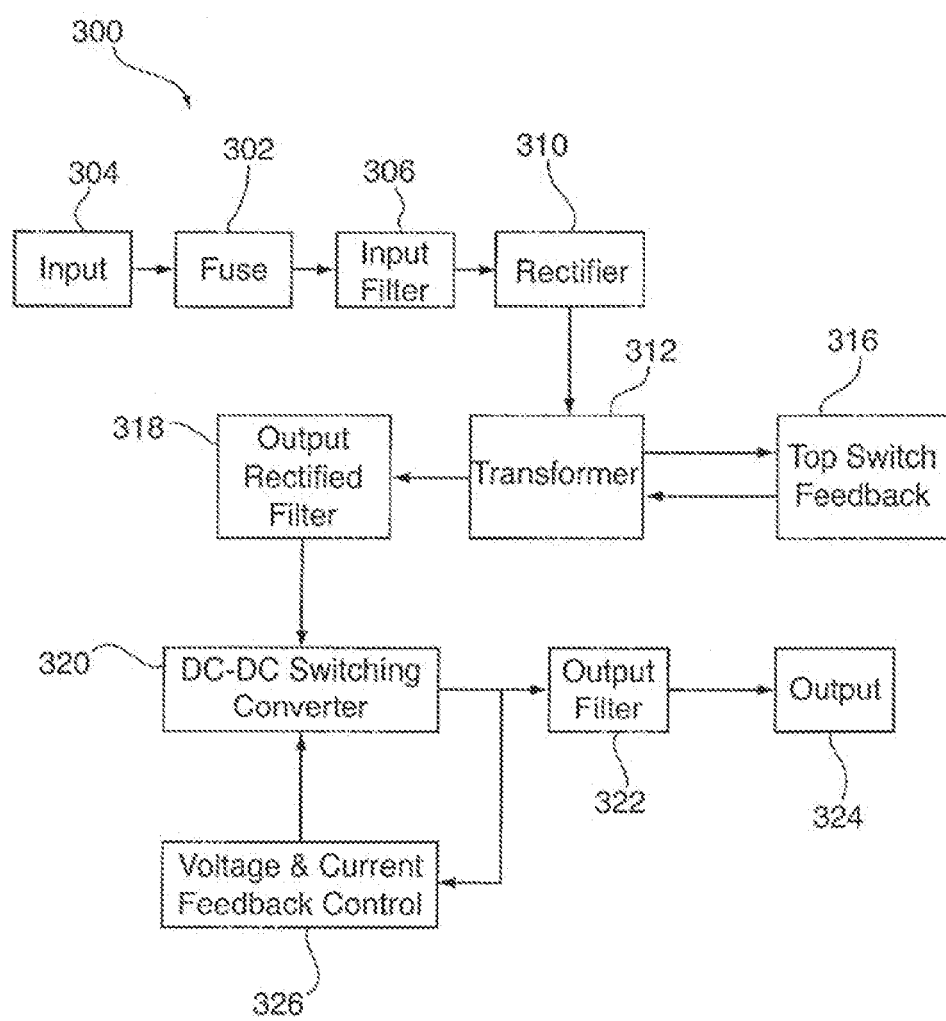 300
304
302
306
310
Input
Fuse
Input
Filter
Rectifier
312
316
318
Output
Rectified
Filter
Transformer
Top Switch
Feedback
320
DC-DC Switching
Converter
Output
Filter
Output
322
324
Voltage & Current
Feedback Control
326